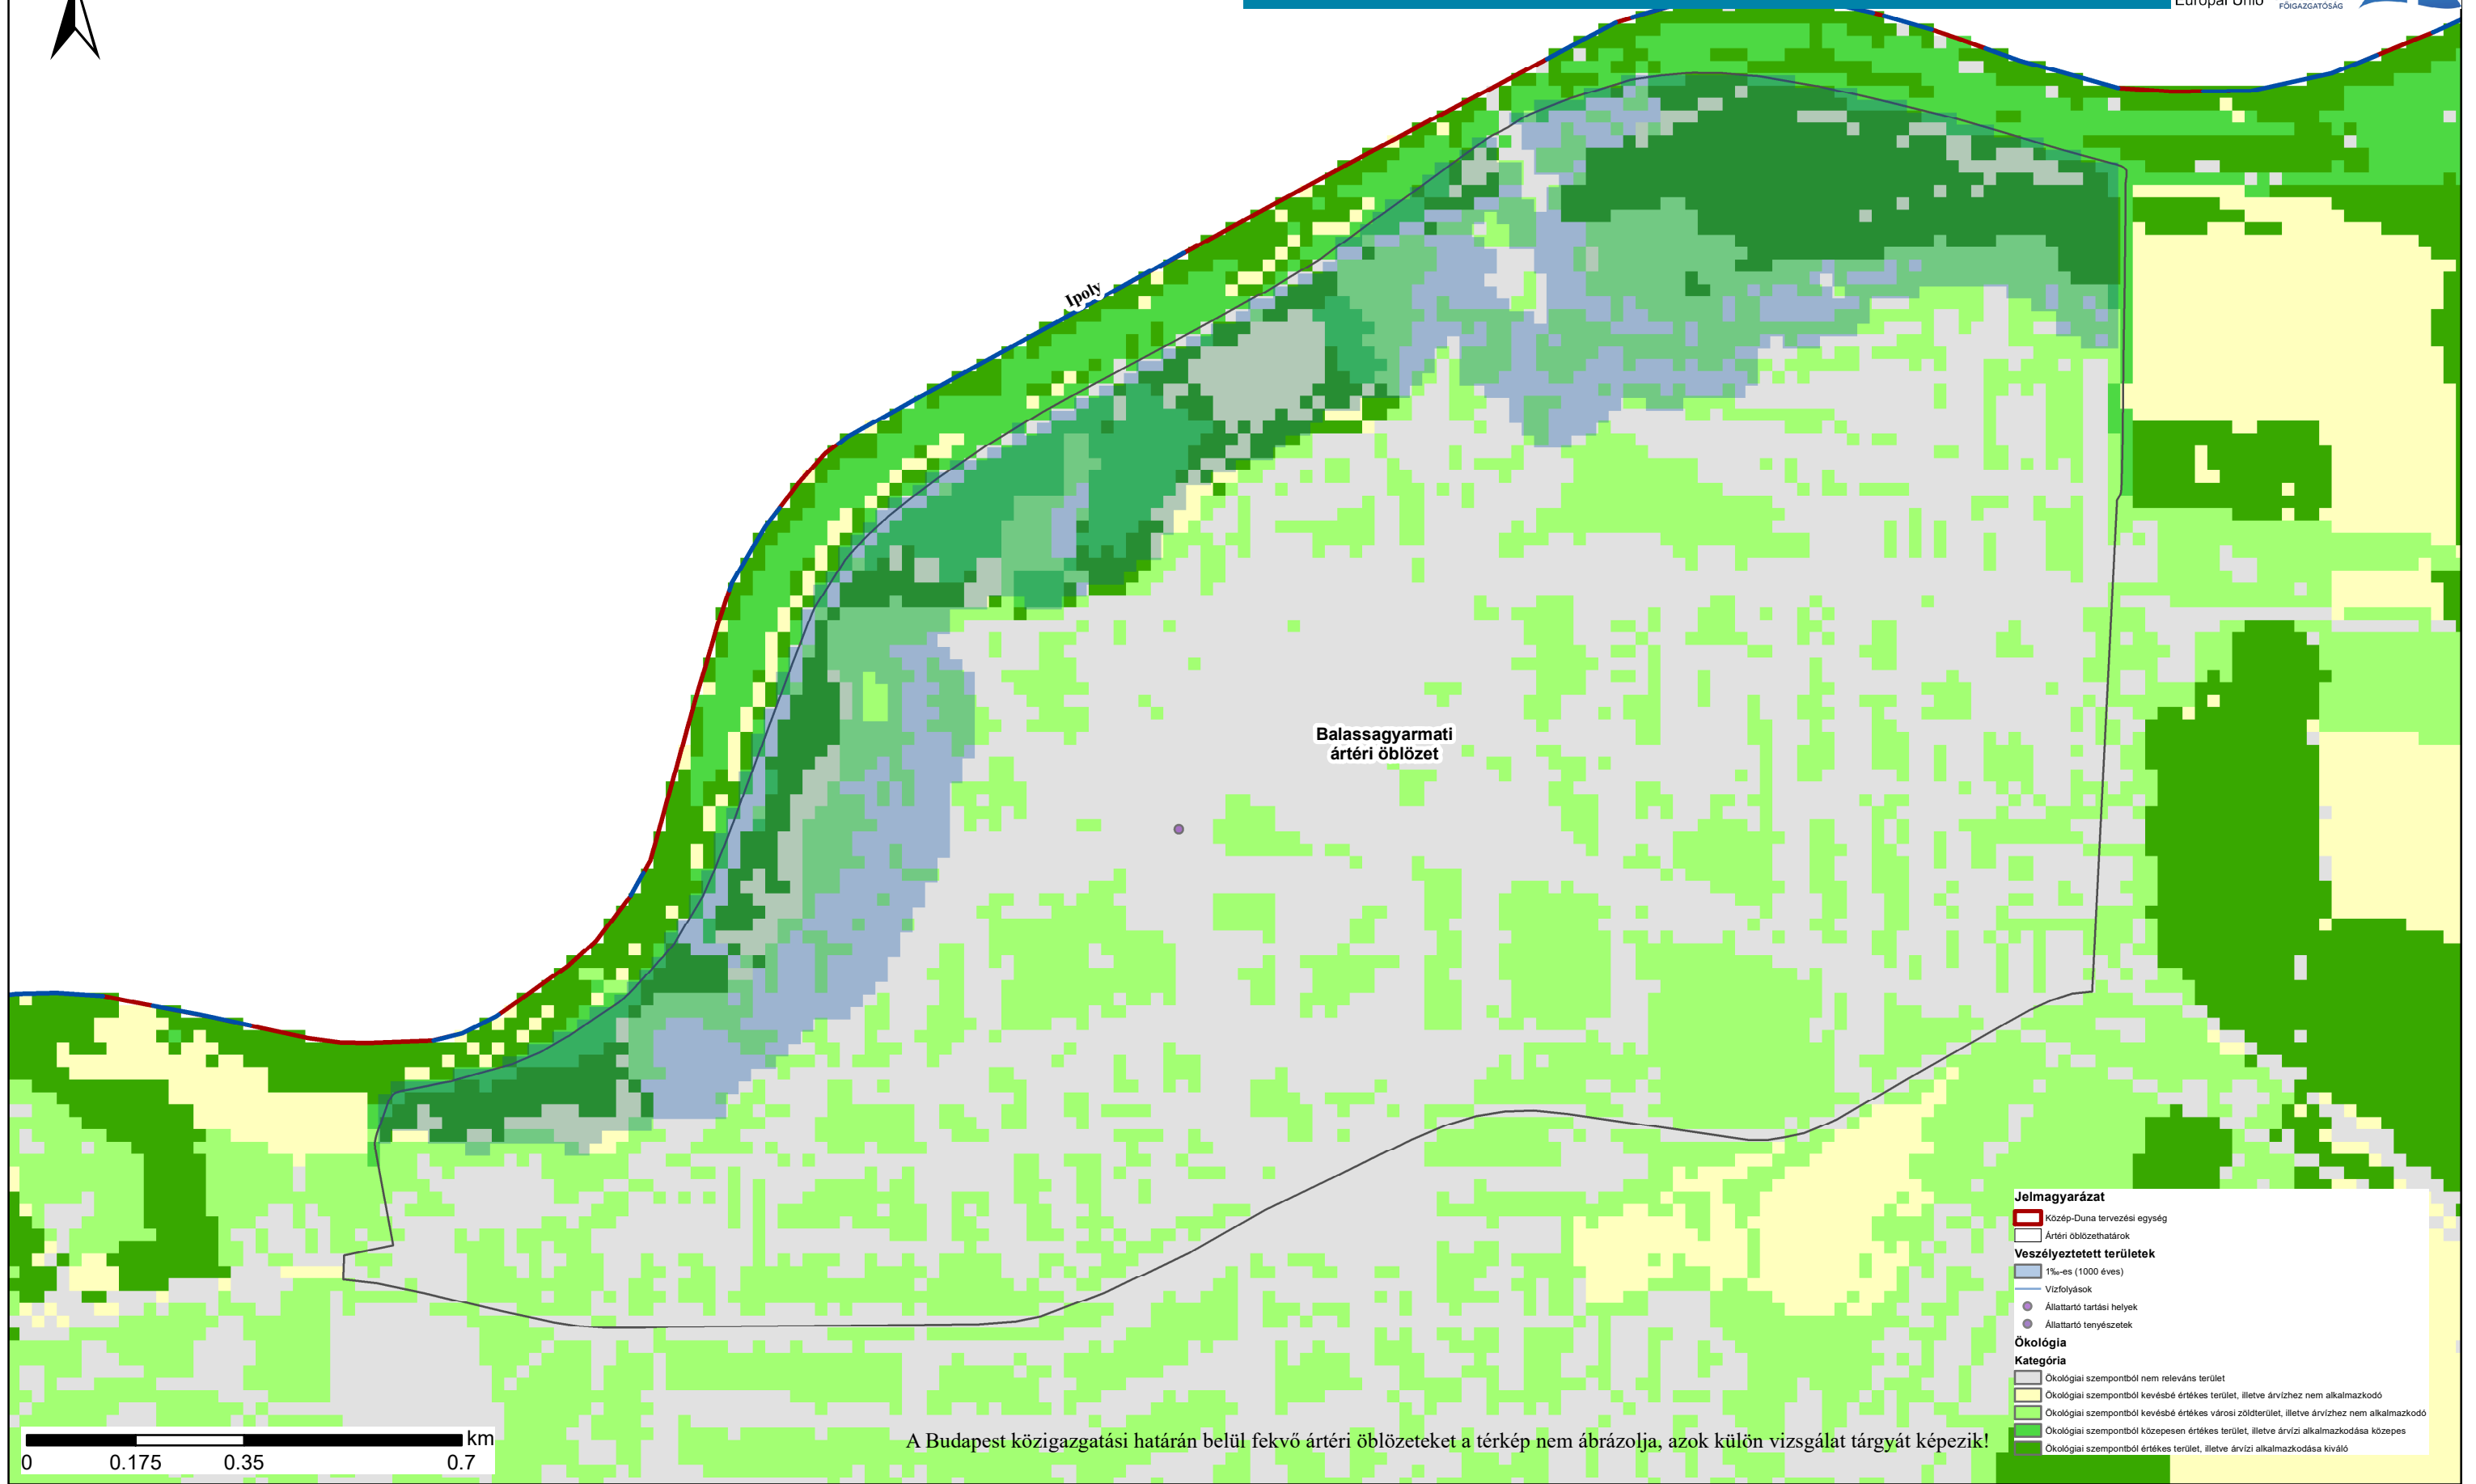 Európai Unió
FŐIGAZGATÓSÁG
Ipoly
Balassagyarmati
ártéri öblözet
Jelmagyarázat
Közép-Duna tervezési egység
Ártéri öblözethatárok
Veszélyeztetett területek
1‰-es (1000 éves)
Vízfolyások
Állattartó tartási helyek
Állattartó tenyészetek
Ökológia
Kategória
Ökológiai szempontból nem releváns terület
Ökológiai szempontból kevésbé értékes terület, illetve árvízhez nem alkalmazkodó
Ökológiai szempontból kevésbé értékes városi zöldterület, illetve árvízhez nem alkalmazkodó
Ökológiai szempontból közepesen értékes terület, illetve árvízi alkalmazkodása közepes
Ökológiai szempontból értékes terület, illetve árvízi alkalmazkodása kiváló
km
0 0.175 0.35 0.7
A Budapest közigazgatási határán belül fekvő ártéri öblözeteket a térkép nem ábrázolja, azok külön vizsgálat tárgyát képezik!